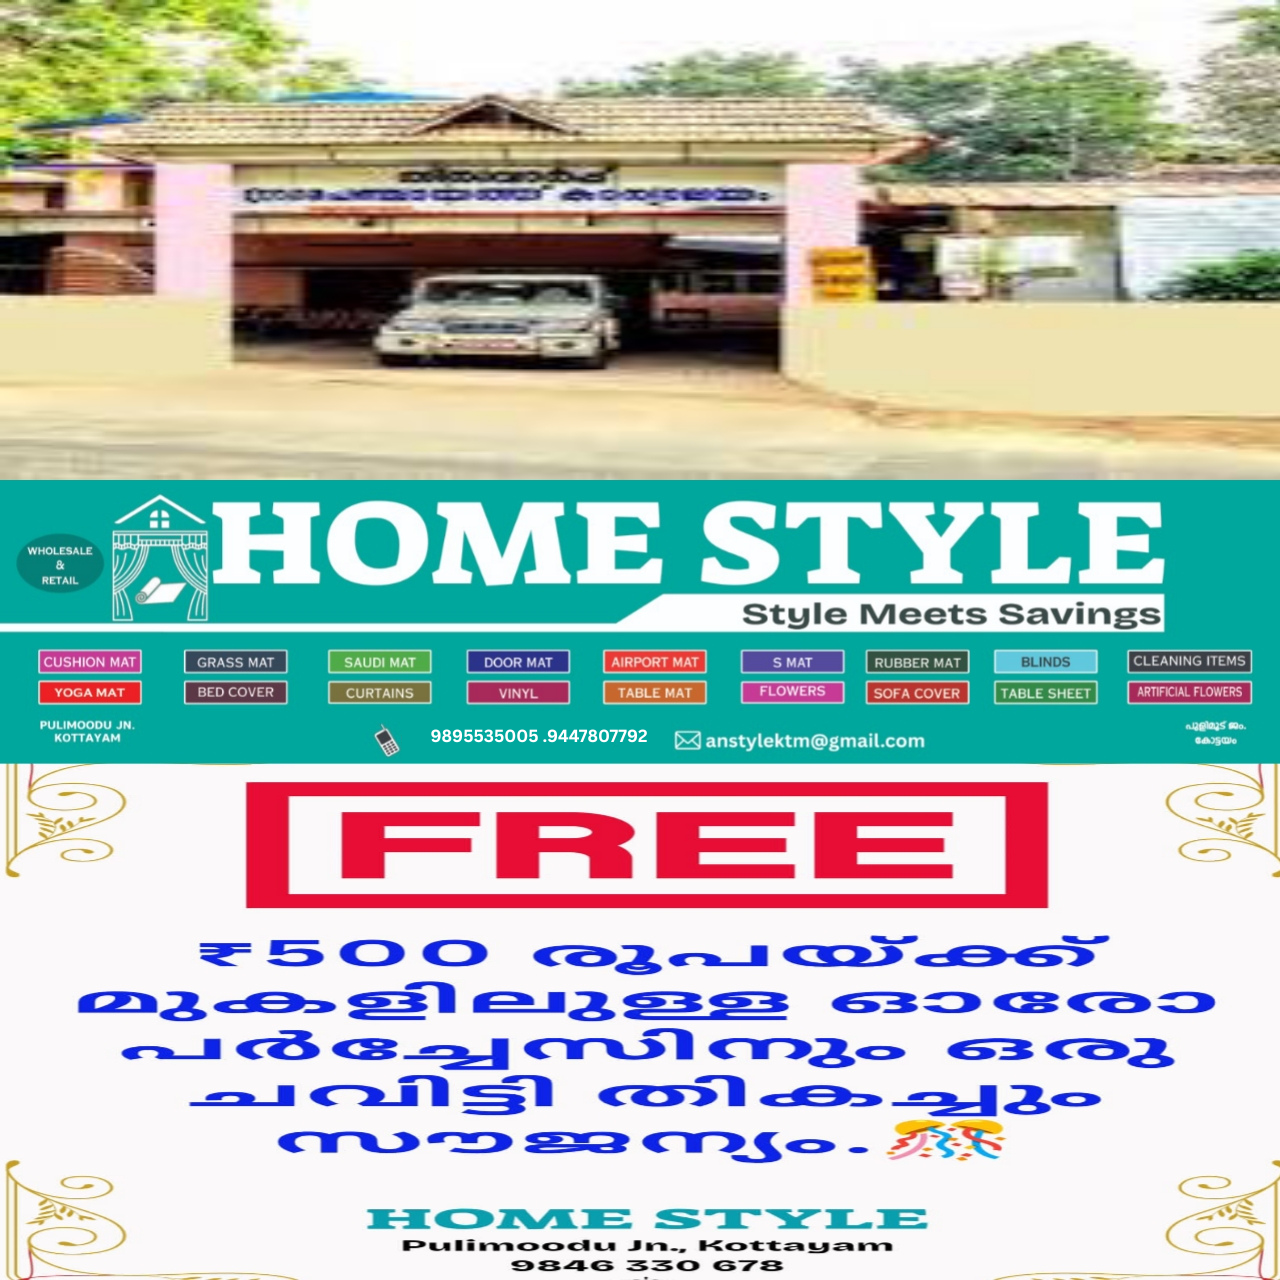 ഗ്രാമപഞ്ചായത്ത് കാര്യാലയം
HOME STYLE
WHOLESALE
&
RETAIL
Style Meets Savings
CUSHION MAT GRASS MAT SAUDI MAT DOOR MAT AIRPORT MAT S MAT RUBBER MAT BLINDS CLEANING ITEMS
YOGA MAT BED COVER CURTAINS VINYL TABLE MAT FLOWERS SOFA COVER TABLE SHEET ARTIFICIAL FLOWERS
PULIMOODU JN.
KOTTAYAM
9895535005 .9447807792
anstylektm@gmail.com
പുളിമൂട് ജം.
കോട്ടയം
FREE
₹500 രൂപയ്ക്ക്
മുകളിലുള്ള ഓരോ
പർച്ചേസിനും ഒരു
ചവിട്ടി തികച്ചും
സൗജന്യം.
HOME STYLE
Pulimoodu Jn., Kottayam
9846 330 678